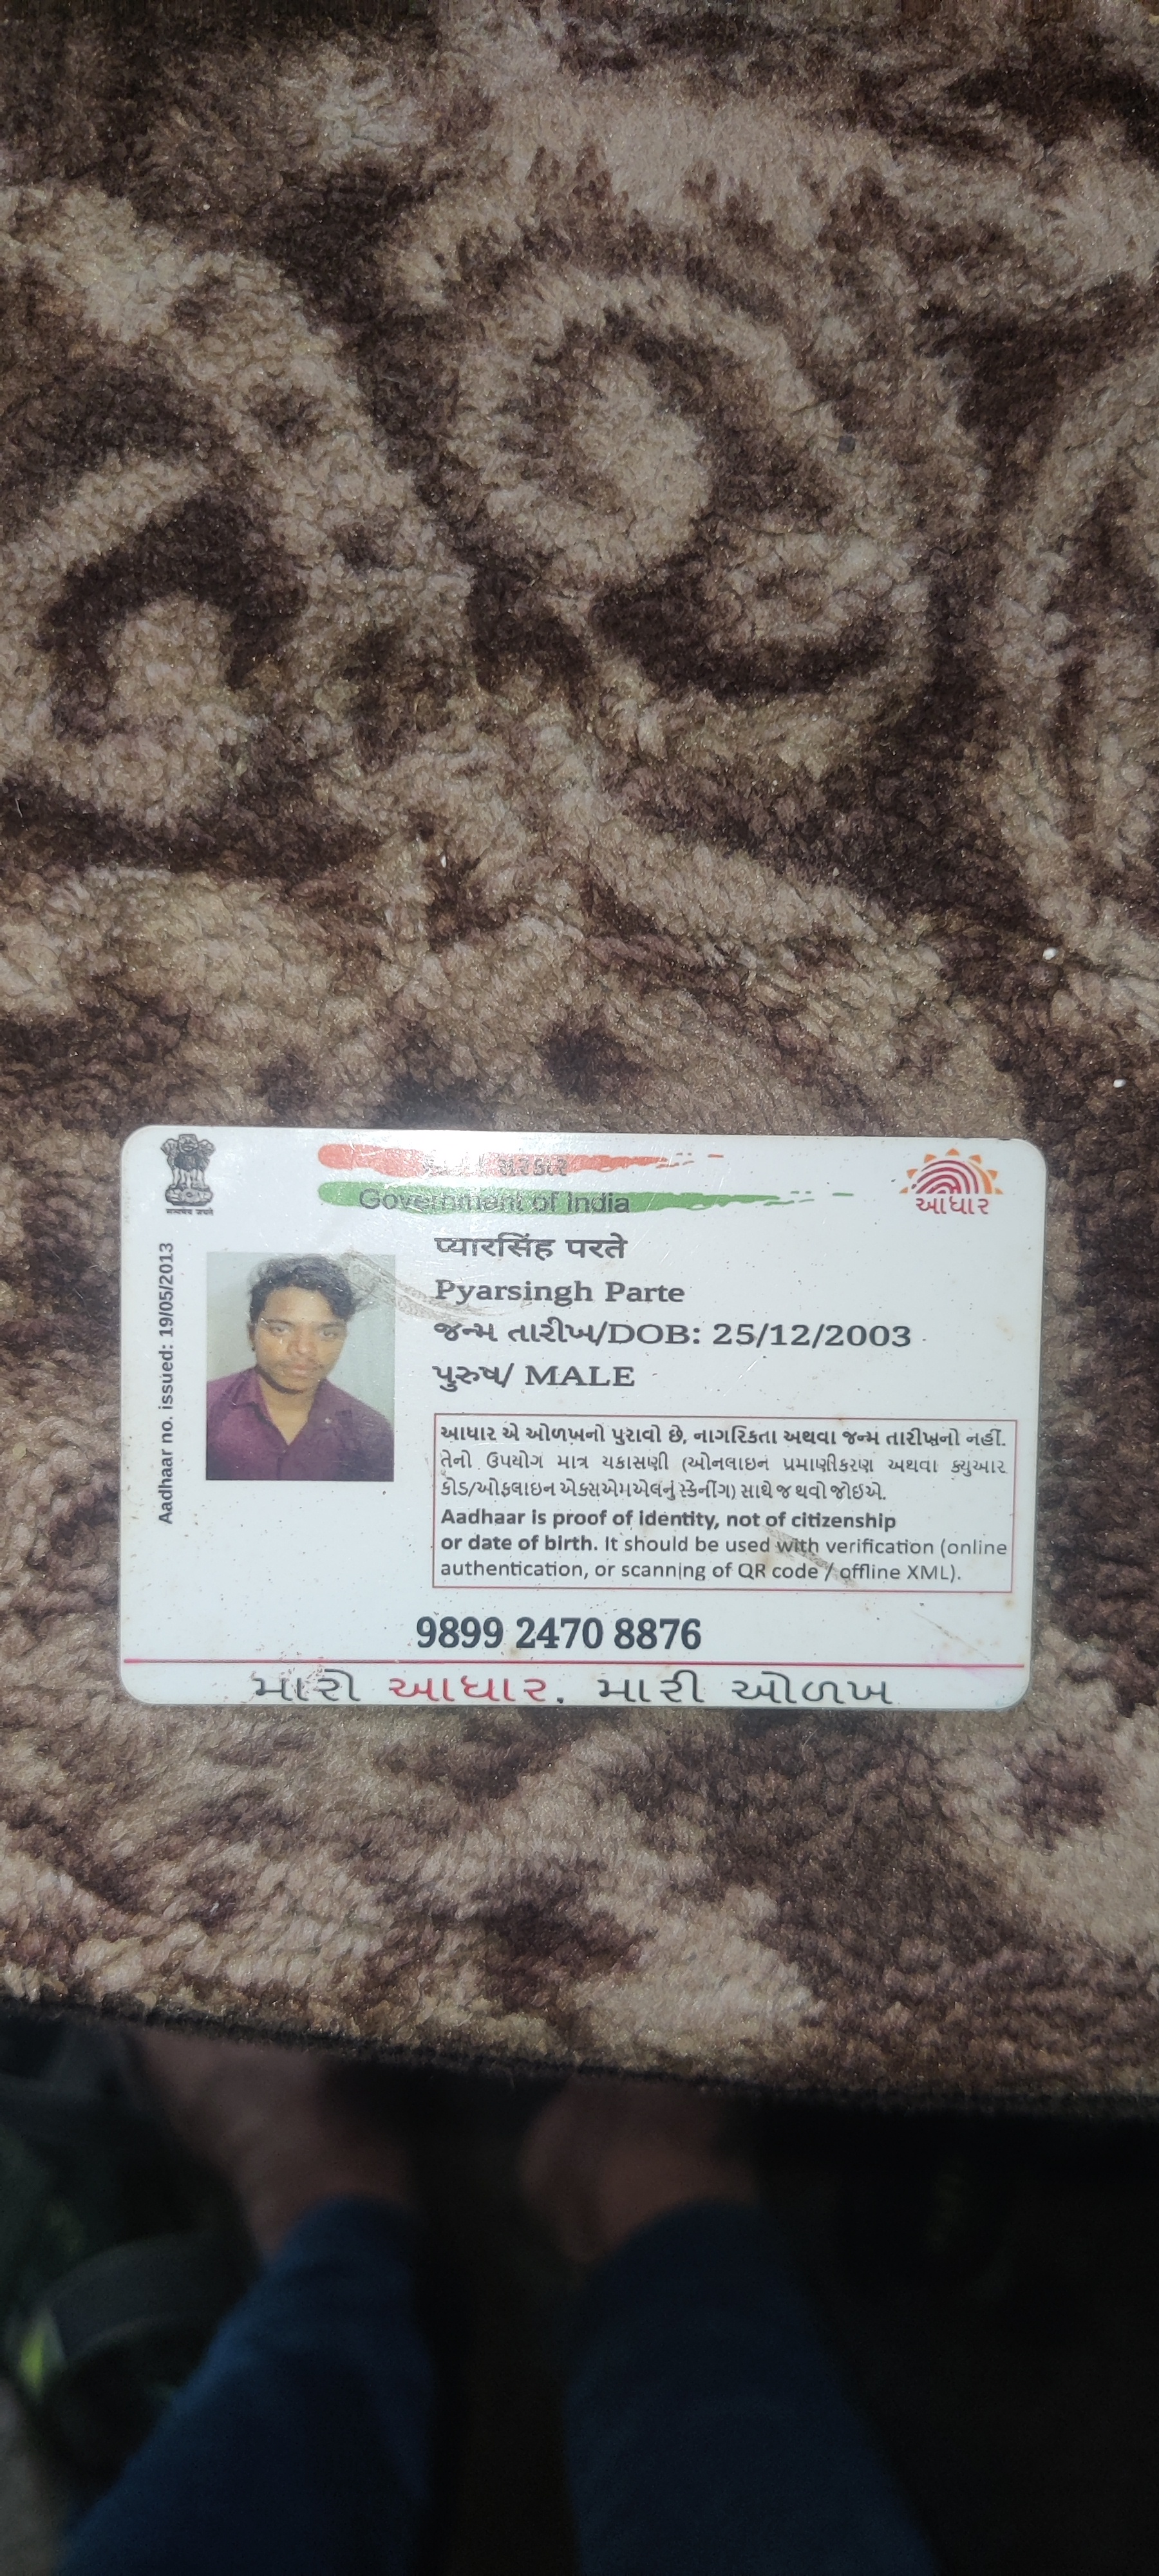 સરકાર
Government of India
આધાર
सत्यमेव जयते
Aadhaar no. issued: 19/05/2013
प्यारसिंह परते
Pyarsingh Parte
જન્મ તારીખ/DOB: 25/12/2003
પુરુષ/ MALE
આધાર એ ઓળખનો પુરાવો છે, નાગરિકતા અથવા જન્મ તારીખનો નહીં.
તેનો ઉપયોગ માત્ર ચકાસણી (ઓનલાઇન પ્રમાણીકરણ અથવા ક્યુઆર
કોડ/ઓફલાઇન એક્સએમએલનું સ્કેનીંગ) સાથે જ થવો જોઇએ.
Aadhaar is proof of identity, not of citizenship
or date of birth. It should be used with verification (online
authentication, or scanning of QR code / offline XML).
9899 2470 8876
મારો આધાર, મારી ઓળખ